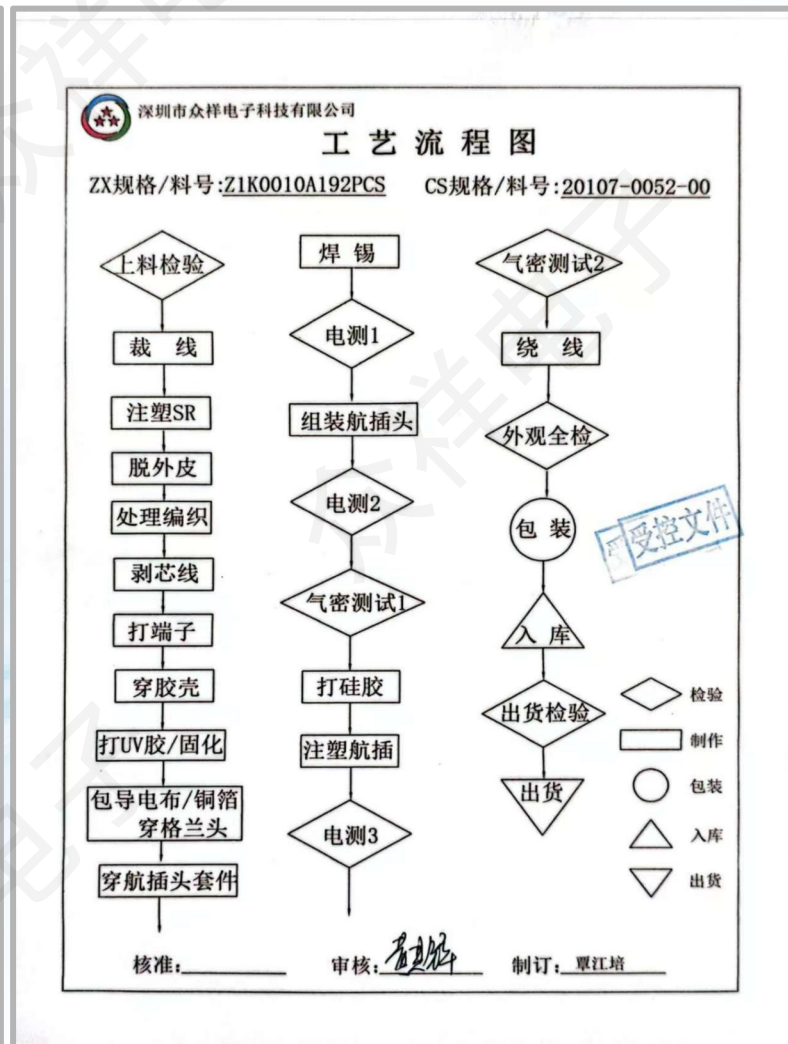 深圳市众祥电子科技有限公司
工艺流程图
ZX规格/料号:Z1K0010A192PCS CS规格/料号:20107-0052-00
上料检验
裁 线
注塑SR
脱外皮
处理编织
剥芯线
打端子
穿胶壳
打UV胶/固化
包导电布/铜箔
穿格兰头
穿航插头套件
焊 锡
电测1
组装航插头
电测2
气密测试1
打硅胶
注塑航插
电测3
气密测试2
绕 线
外观全检
包 装
入 库
出货检验
出货
受控文件
检验
制作
包装
入库
出货
核准:
审核:
制订: 覃江培
众祥电子